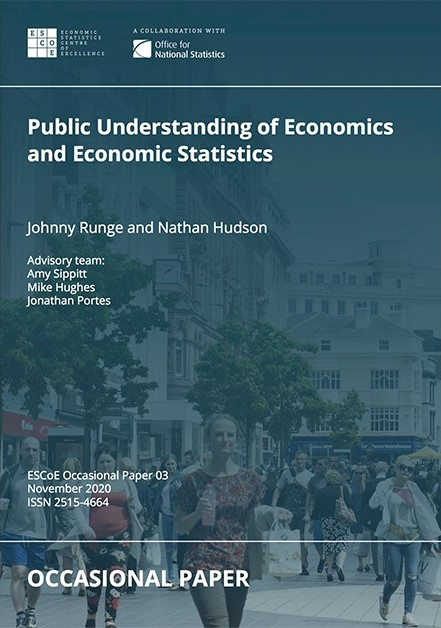 ESCOE
ECONOMIC
STATISTICS
CENTRE
OF
EXCELLENCE
A COLLABORATION WITH
Office for
National Statistics
Public Understanding of Economics
and Economic Statistics
Johnny Runge and Nathan Hudson
Advisory team:
Amy Sippitt
Mike Hughes
Jonathan Portes
ESCoE Occasional Paper 03
November 2020
ISSN 2515-4664
OCCASIONAL PAPER